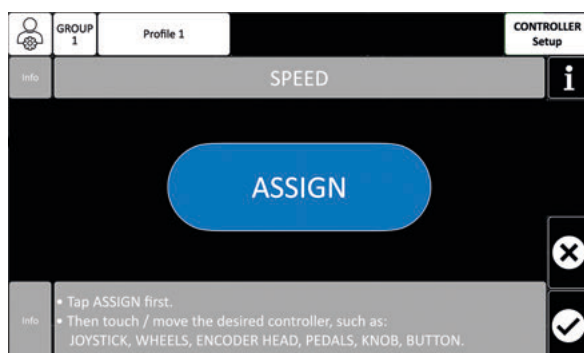 GROUP
1
Profile 1
CONTROLLER
Setup
Info
SPEED
i
ASSIGN
Info
• Tap ASSIGN first.
• Then touch / move the desired controller, such as:
JOYSTICK, WHEELS, ENCODER HEAD, PEDALS, KNOB, BUTTON.